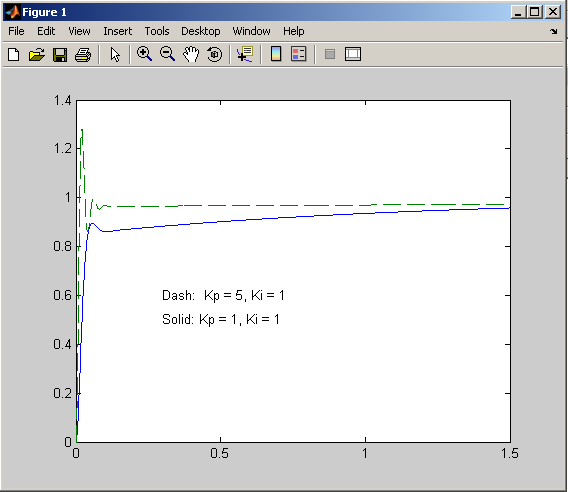 Figure 1
File Edit View Insert Tools Desktop Window Help
1.4
1.2
1
0.8
0.6
0.4
0.2
0
Dash: Kp = 5, Ki = 1
Solid: Kp = 1, Ki = 1
0 0.5 1 1.5